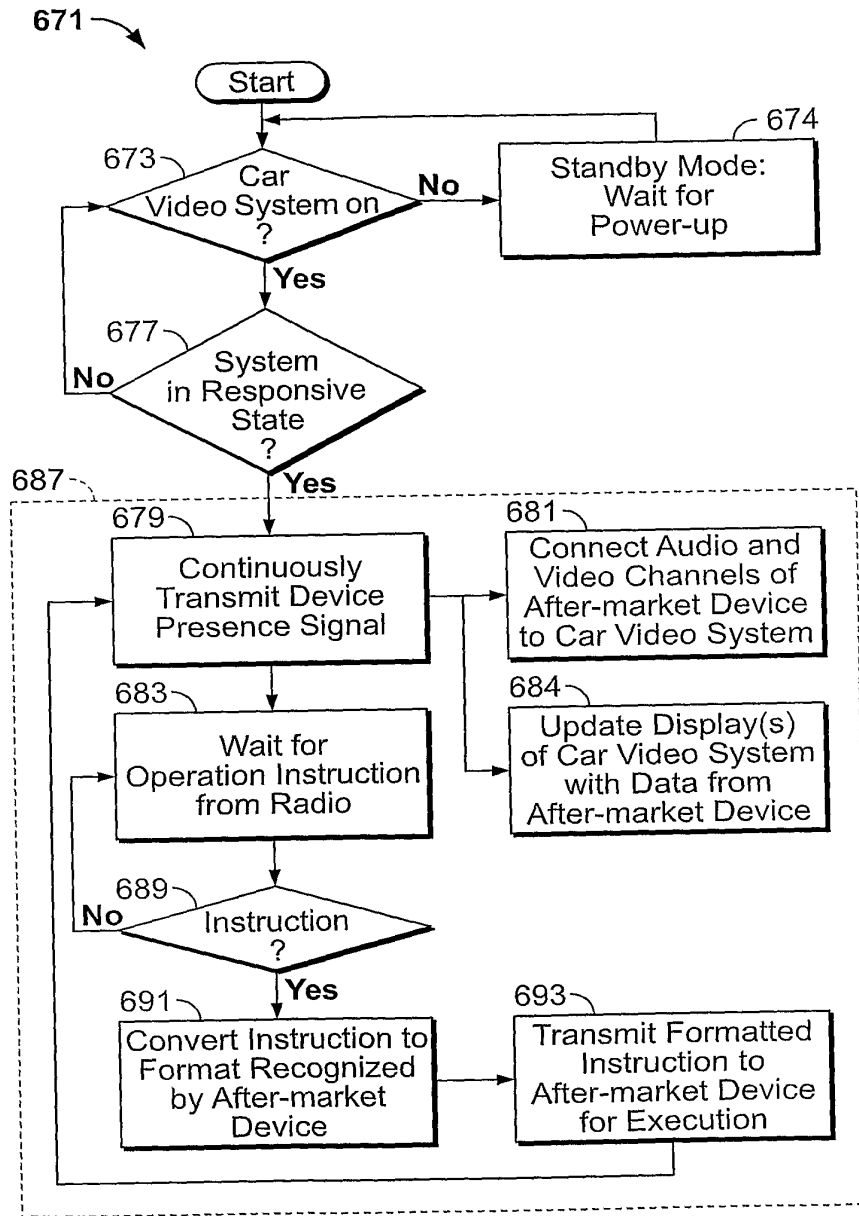 671
Start
673
Car
Video System on
?
No
674
Standby Mode:
Wait for
Power-up
Yes
677
System
in Responsive
State
?
No
Yes
687
679
Continuously
Transmit Device
Presence Signal
681
Connect Audio and
Video Channels of
After-market Device
to Car Video System
683
Wait for
Operation Instruction
from Radio
684
Update Display(s)
of Car Video System
with Data from
After-market Device
689
Instruction
?
No
Yes
691
Convert Instruction to
Format Recognized
by After-market
Device
693
Transmit Formatted
Instruction to
After-market Device
for Execution